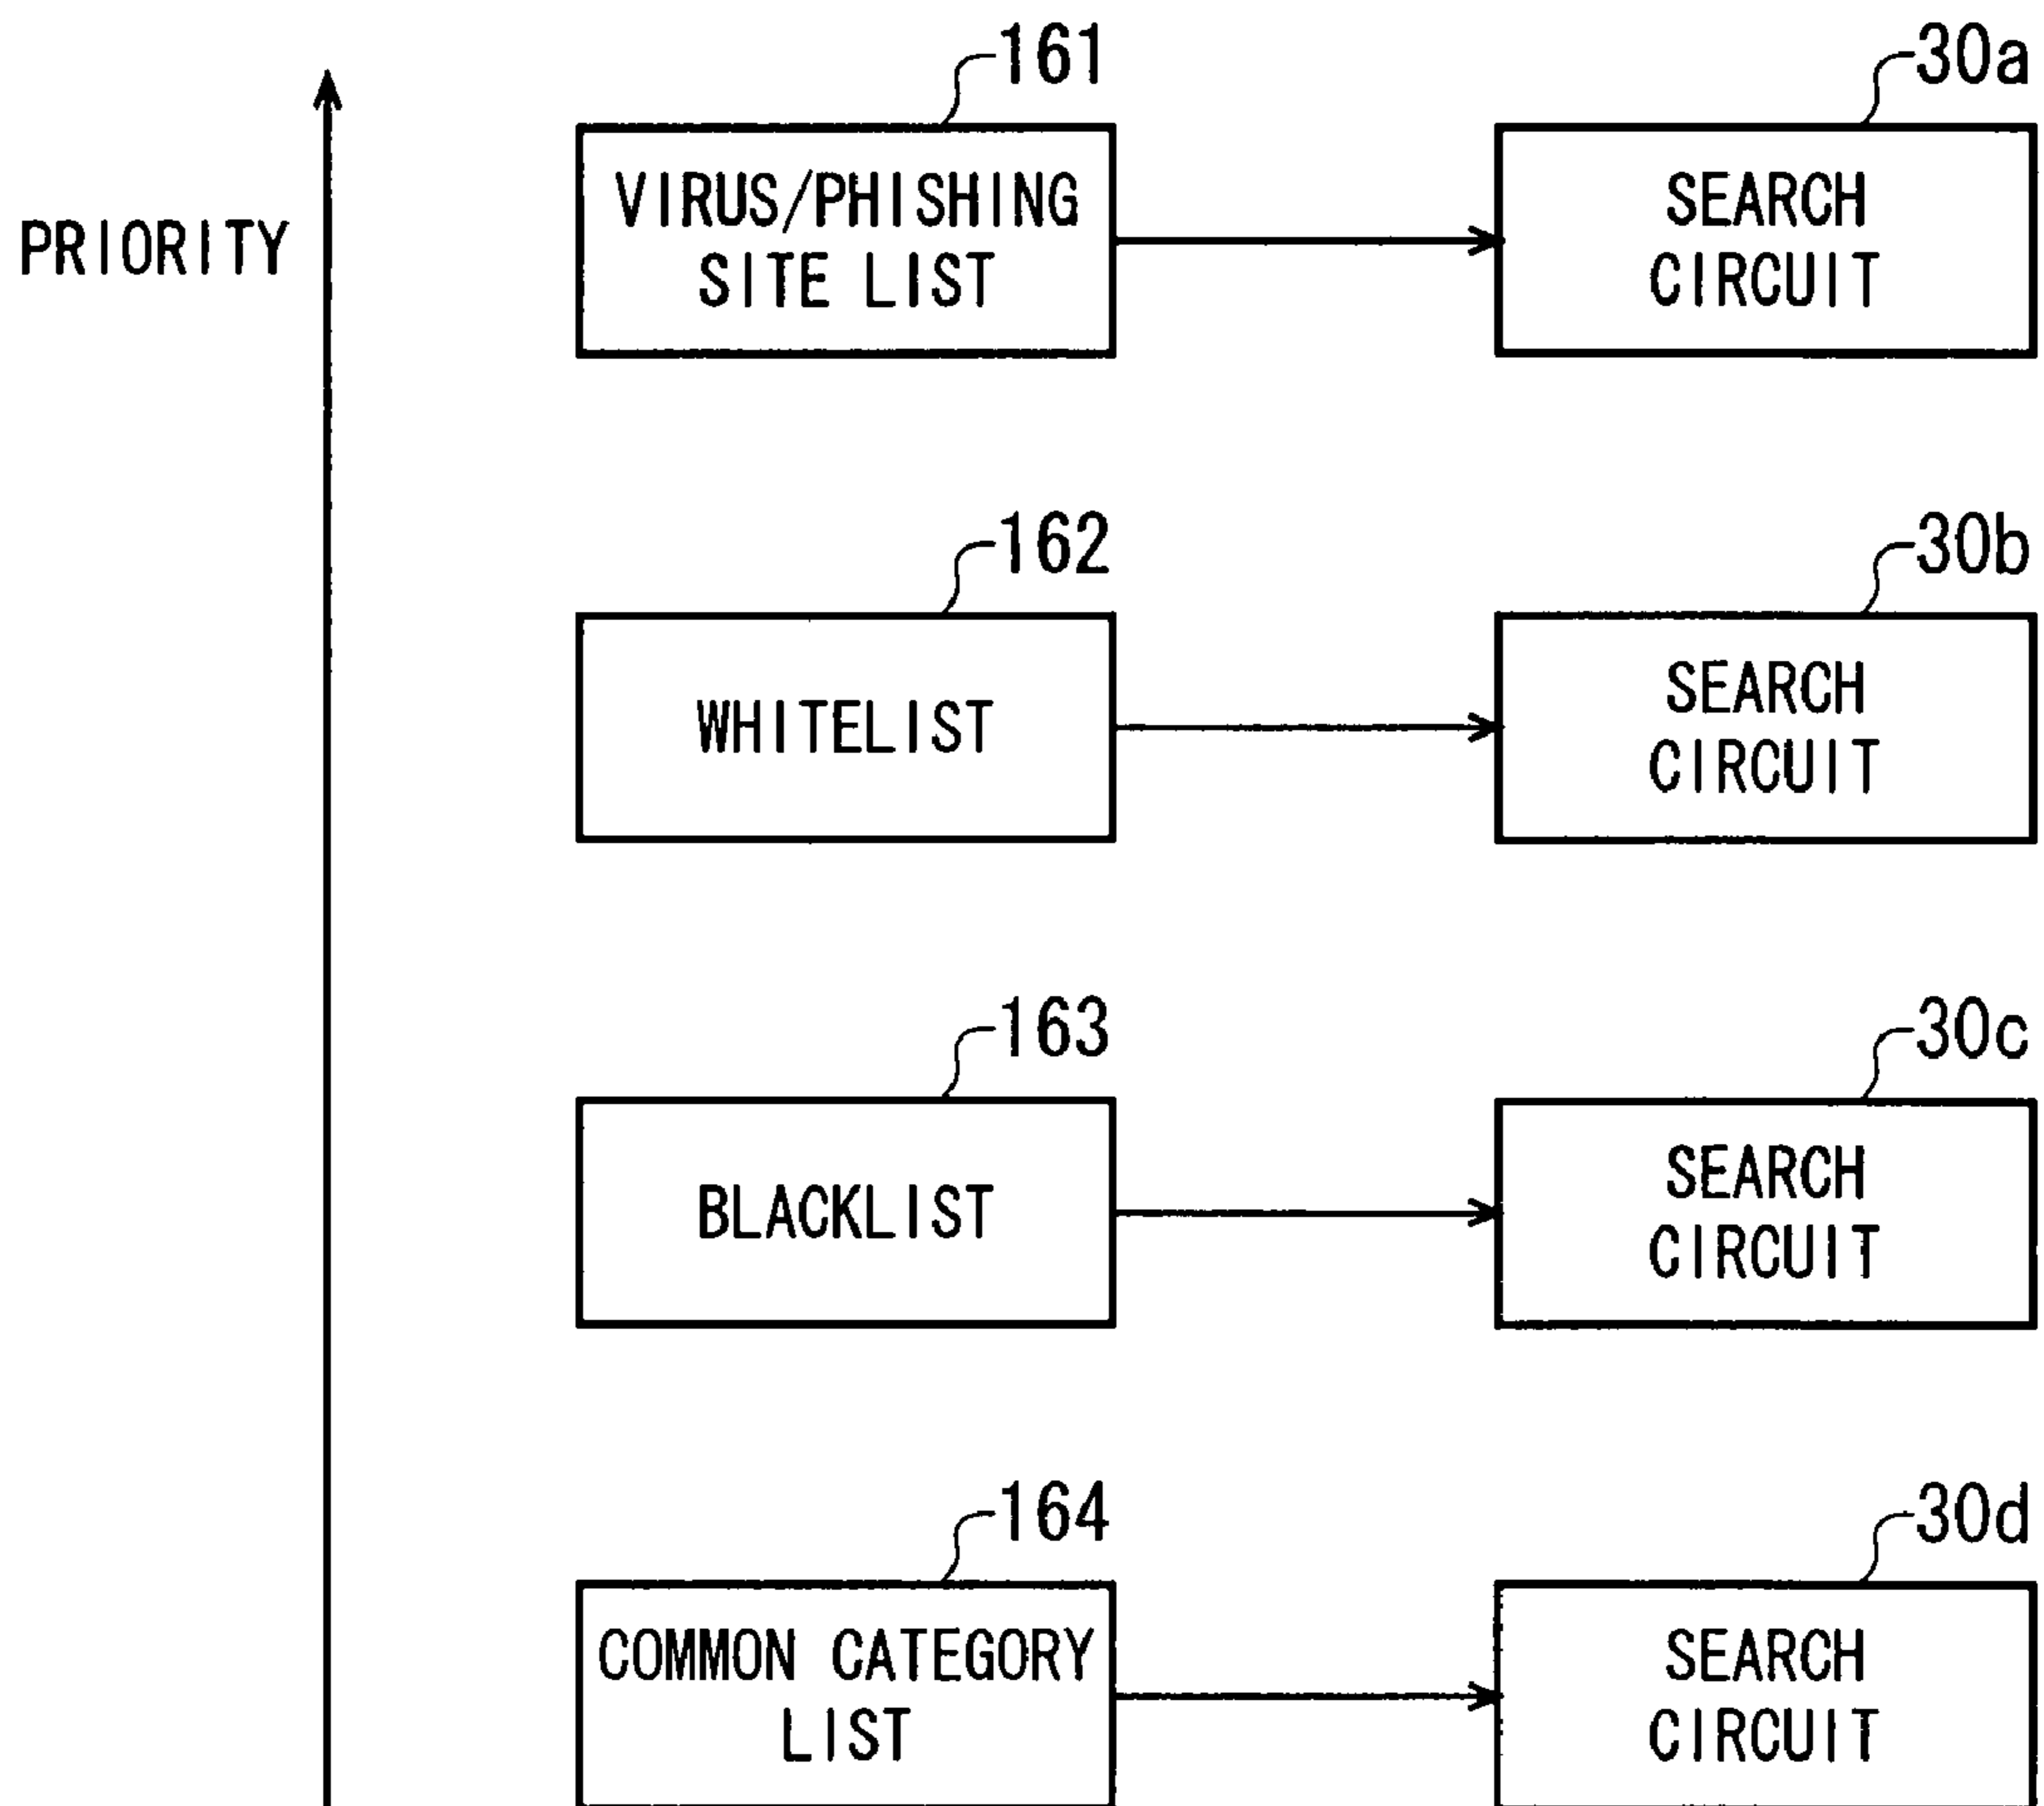 161
30a
PRIORITY
VIRUS/PHISHING
SITE LIST
SEARCH
CIRCUIT
162
30b
WHITELIST
SEARCH
CIRCUIT
163
30c
BLACKLIST
SEARCH
CIRCUIT
164
30d
COMMON CATEGORY
LIST
SEARCH
CIRCUIT